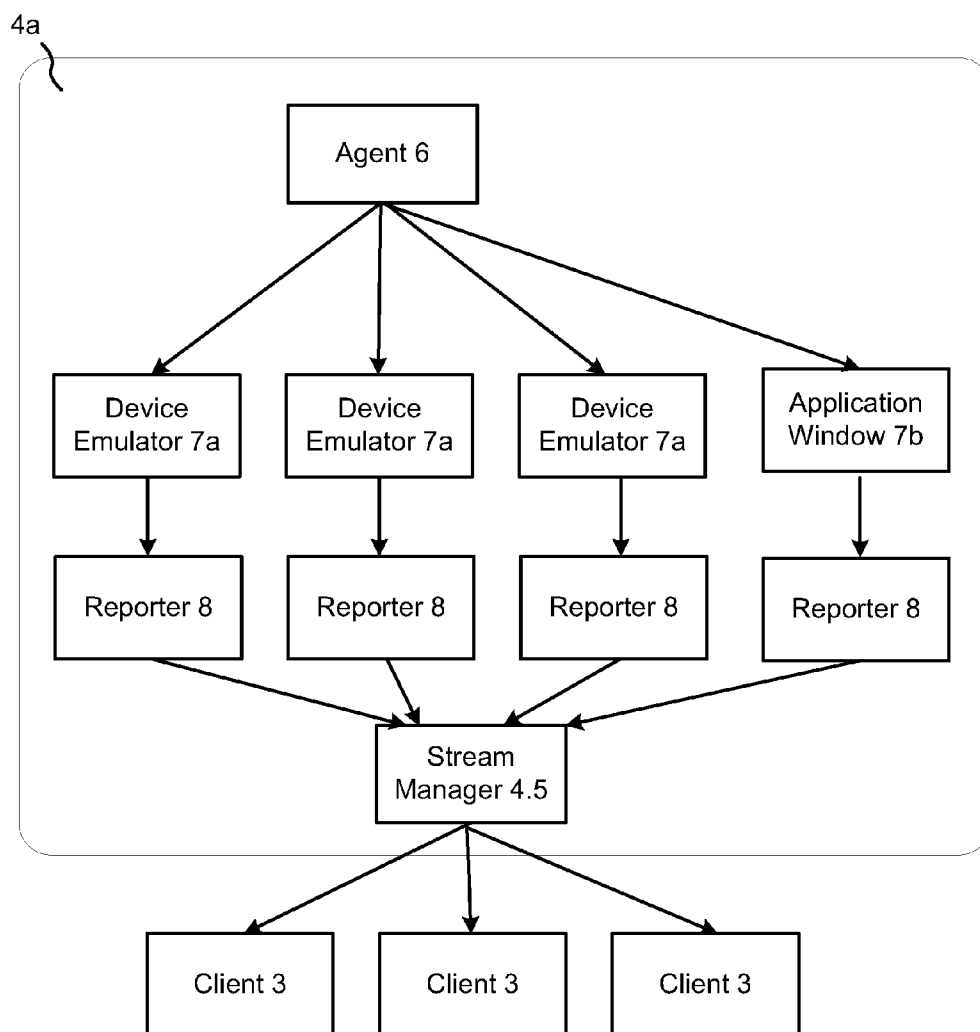 4a
Agent 6
Device
Emulator 7a
Device
Emulator 7a
Device
Emulator 7a
Application
Window 7b
Reporter 8
Reporter 8
Reporter 8
Reporter 8
Stream
Manager 4.5
Client 3
Client 3
Client 3